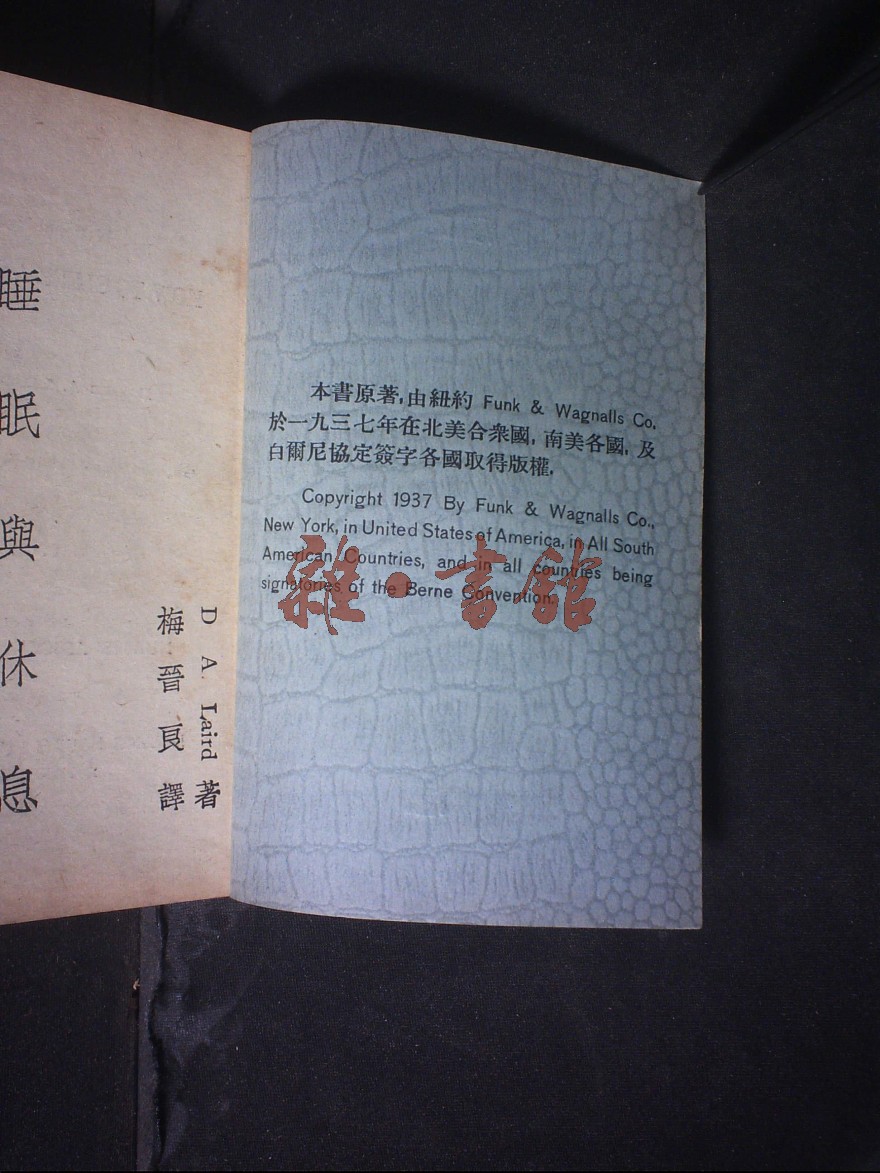 本書原著,由紐約 Funk & Wagnalls Co.
於一九三七年在北美合衆國,南美各國,及
白爾尼協定簽字各國取得版權.
Copyright 1937 By Funk & Wagnalls Co.,
New York, in United States of America, in All South
American Countries, and in all countries being
signatories of the Berne Convention.
雜·書館
D A. Laird 著
梅晉良譯
睡眠與休息